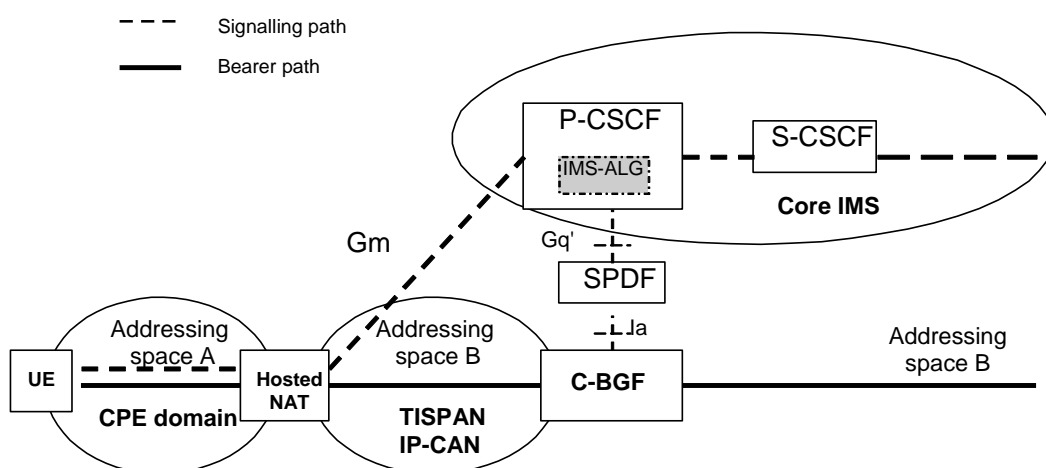 Signalling path
Bearer path
P-CSCF
IMS-ALG
S-CSCF
Core IMS
Gm
Gq'
SPDF
Ia
Addressing
space A
Addressing
space B
Addressing
space B
UE
Hosted
NAT
C-BGF
CPE domain
TISPAN
IP-CAN